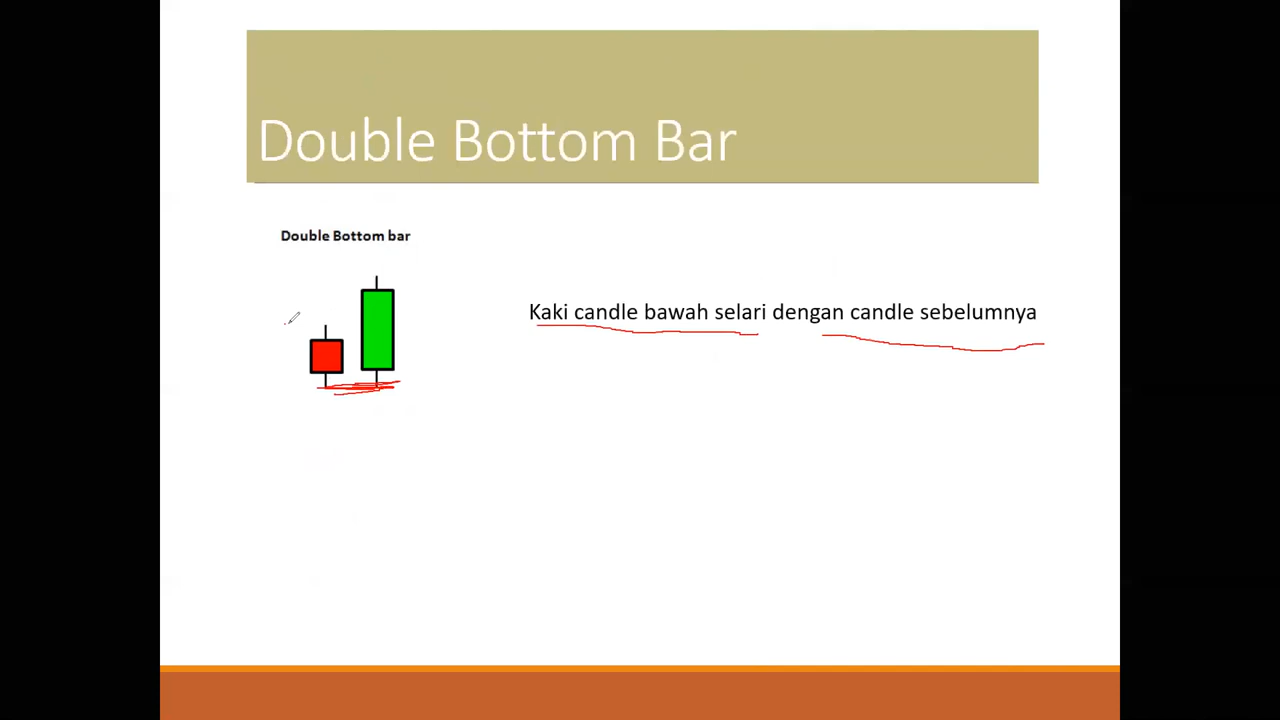 Double Bottom Bar
Double Bottom bar
Kaki candle bawah selari dengan candle sebelumnya